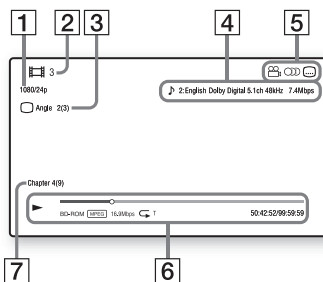 1 2 3 4 5
3
1080/24p
2:English Dolby Digital 5.1ch 48kHz 7.4Mbps
Angle 2(3)
Chapter 4(9)
BD-ROM MPEG 16.9Mbps T 50:42:52/99:59:59
7 6